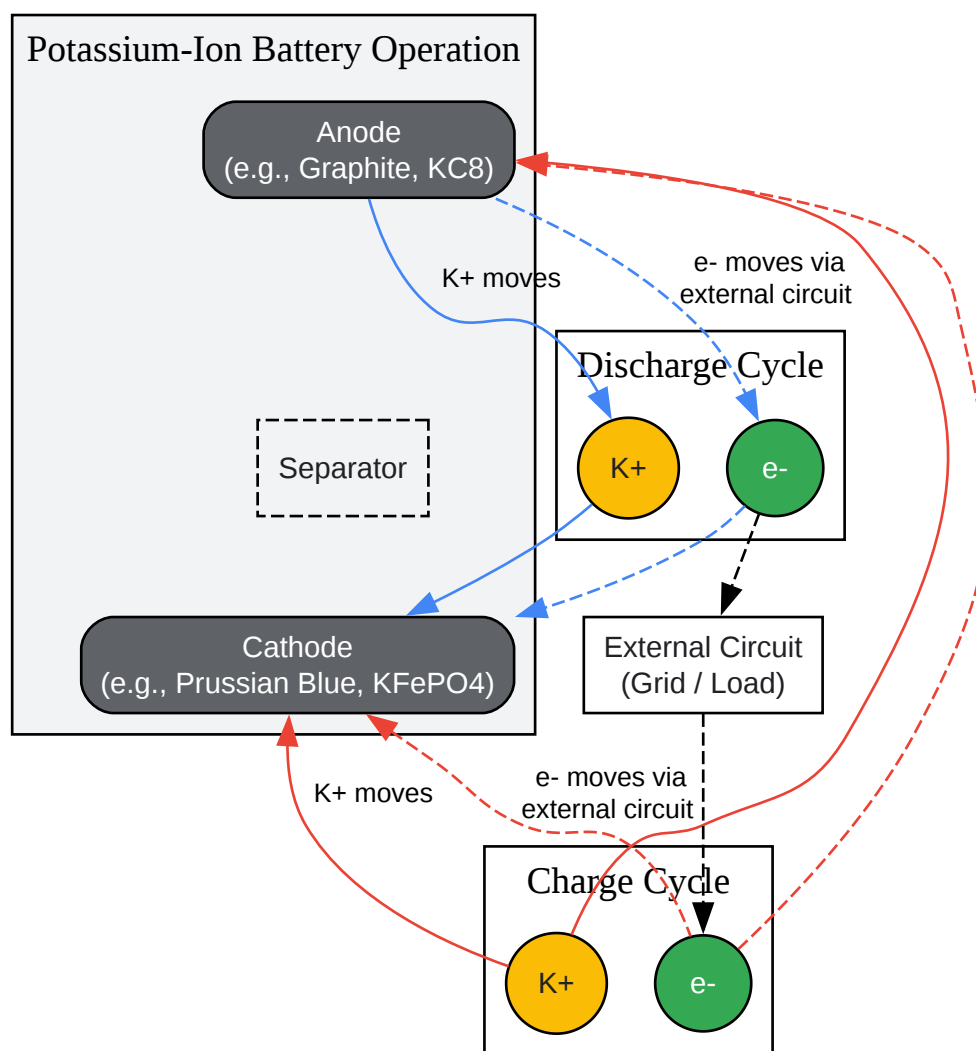 Potassium-Ion Battery Operation
Anode
(e.g., Graphite, KC8)
K+ moves
e- moves via
external circuit
Discharge Cycle
K+
e-
Separator
Cathode
(e.g., Prussian Blue, KFePO4)
External Circuit
(Grid / Load)
K+ moves
e- moves via
external circuit
Charge Cycle
K+
e-